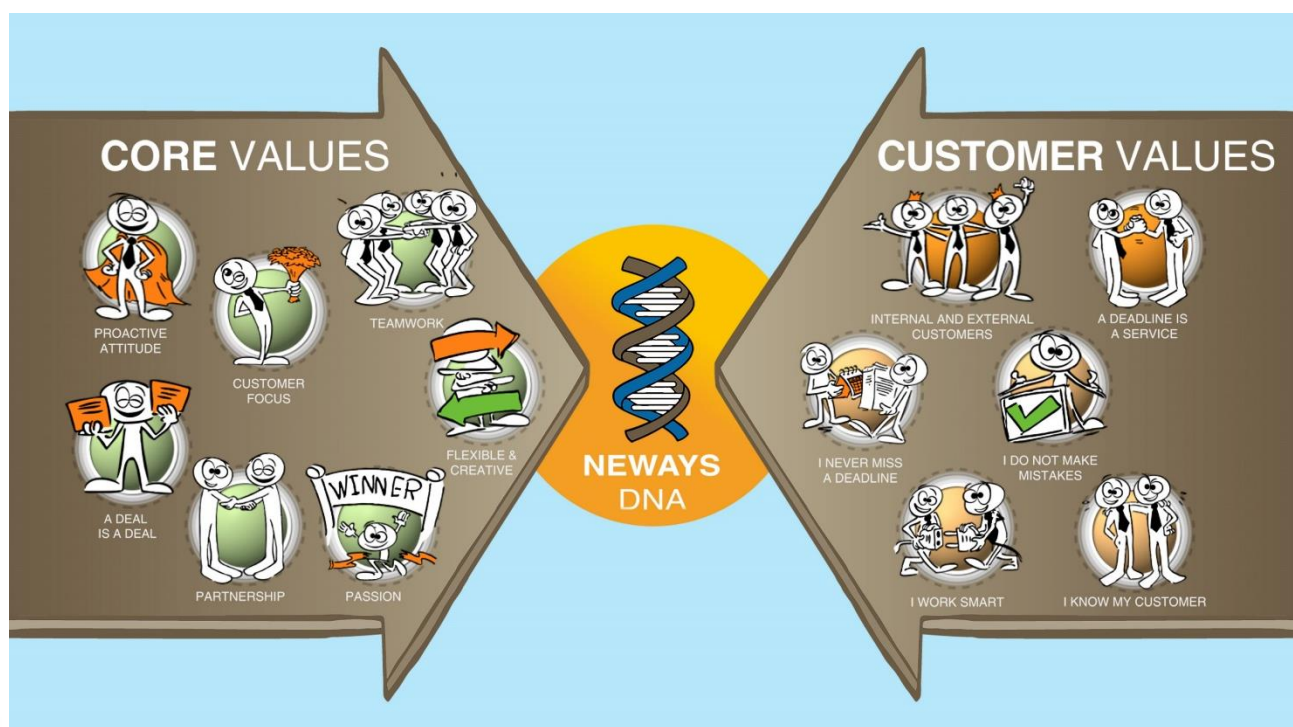 CORE VALUES
PROACTIVE
ATTITUDE
CUSTOMER
FOCUS
TEAMWORK
FLEXIBLE &
CREATIVE
A DEAL
IS A DEAL
PARTNERSHIP
WINNER
PASSION
NEWAYS
DNA
CUSTOMER VALUES
INTERNAL AND EXTERNAL
CUSTOMERS
A DEADLINE IS
A SERVICE
I NEVER MISS
A DEADLINE
I DO NOT MAKE
MISTAKES
I WORK SMART
I KNOW MY CUSTOMER